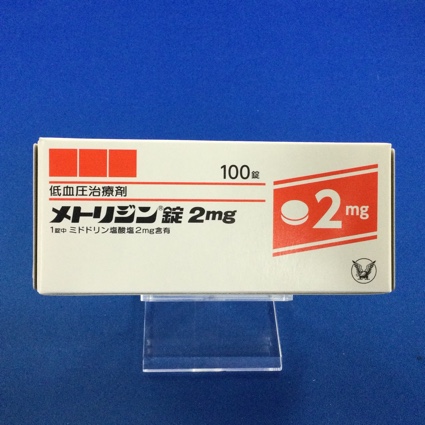 100錠
低血圧治療剤
メトリジン®錠 2mg
1錠中 ミドドリン塩酸塩2mg含有
2mg